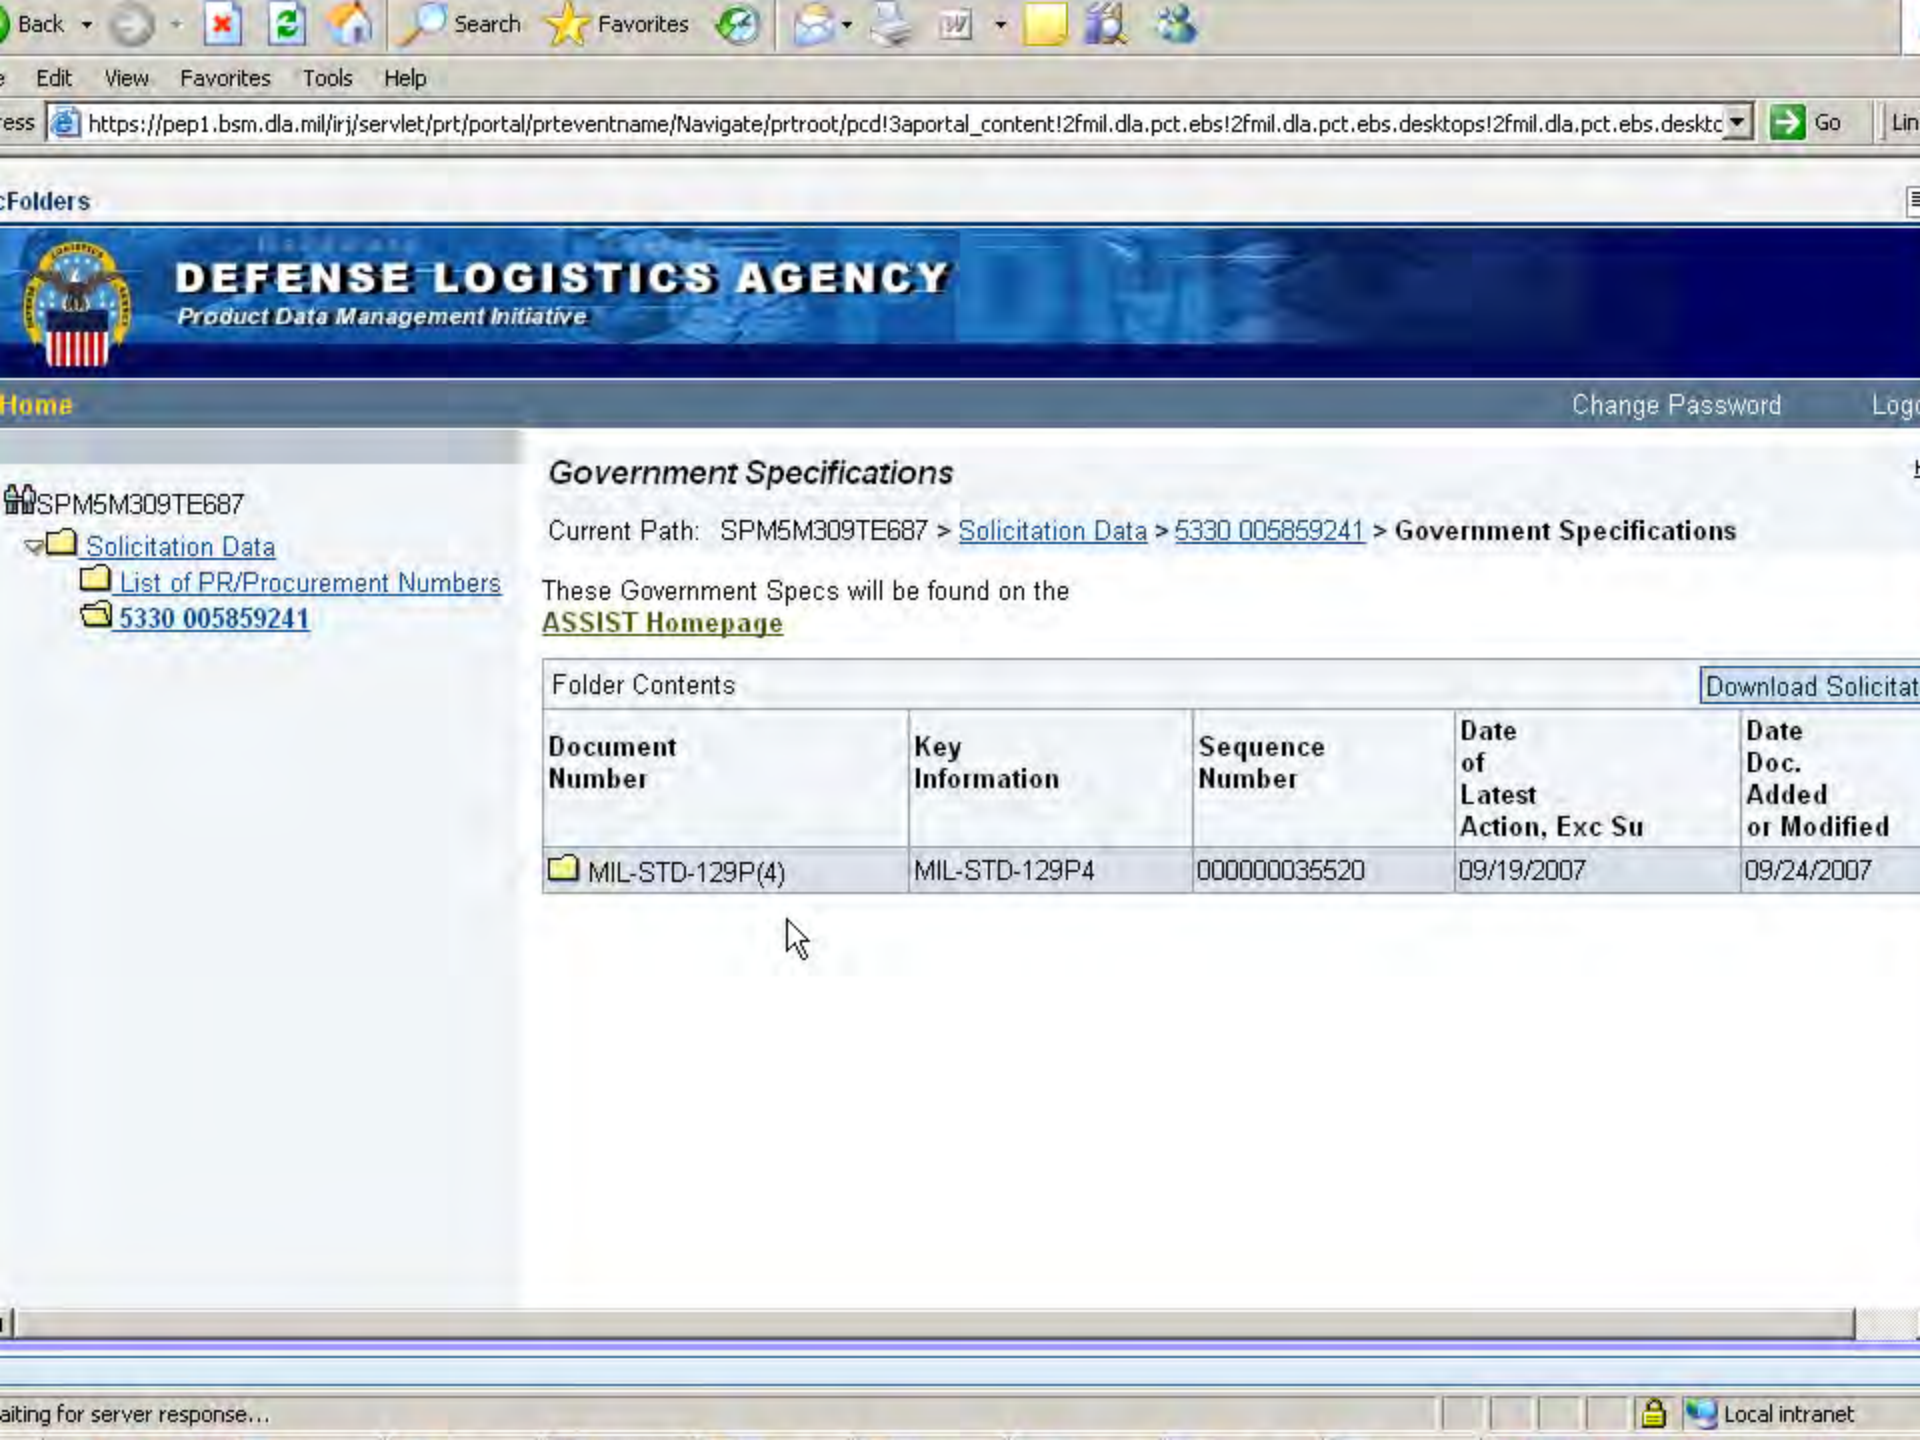 Back Search Favorites
Edit View Favorites Tools Help
ress https://pep1.bsm.dla.mil/irj/servlet/prt/portal/prteventname/Navigate/prtroot/pcd!3aportal_content!2fmil.dla.pct.ebs!2fmil.dla.pct.ebs.desktops!2fmil.dla.pct.ebs.desktc Go Lin
cFolders
DEFENSE LOGISTICS AGENCY
Product Data Management Initiative
Home Change Password Logo
Government Specifications
SPM5M309TE687
Current Path: SPM5M309TE687 > Solicitation Data > 5330 005859241 > Government Specifications
Solicitation Data
List of PR/Procurement Numbers
5330 005859241
These Government Specs will be found on the
ASSIST Homepage
Folder Contents Download Solicitat
Document Number Key Information Sequence Number Date of Latest Action, Exc Su Date Doc. Added or Modified
MIL-STD-129P(4) MIL-STD-129P4 000000035520 09/19/2007 09/24/2007
aiting for server response...
Local intranet